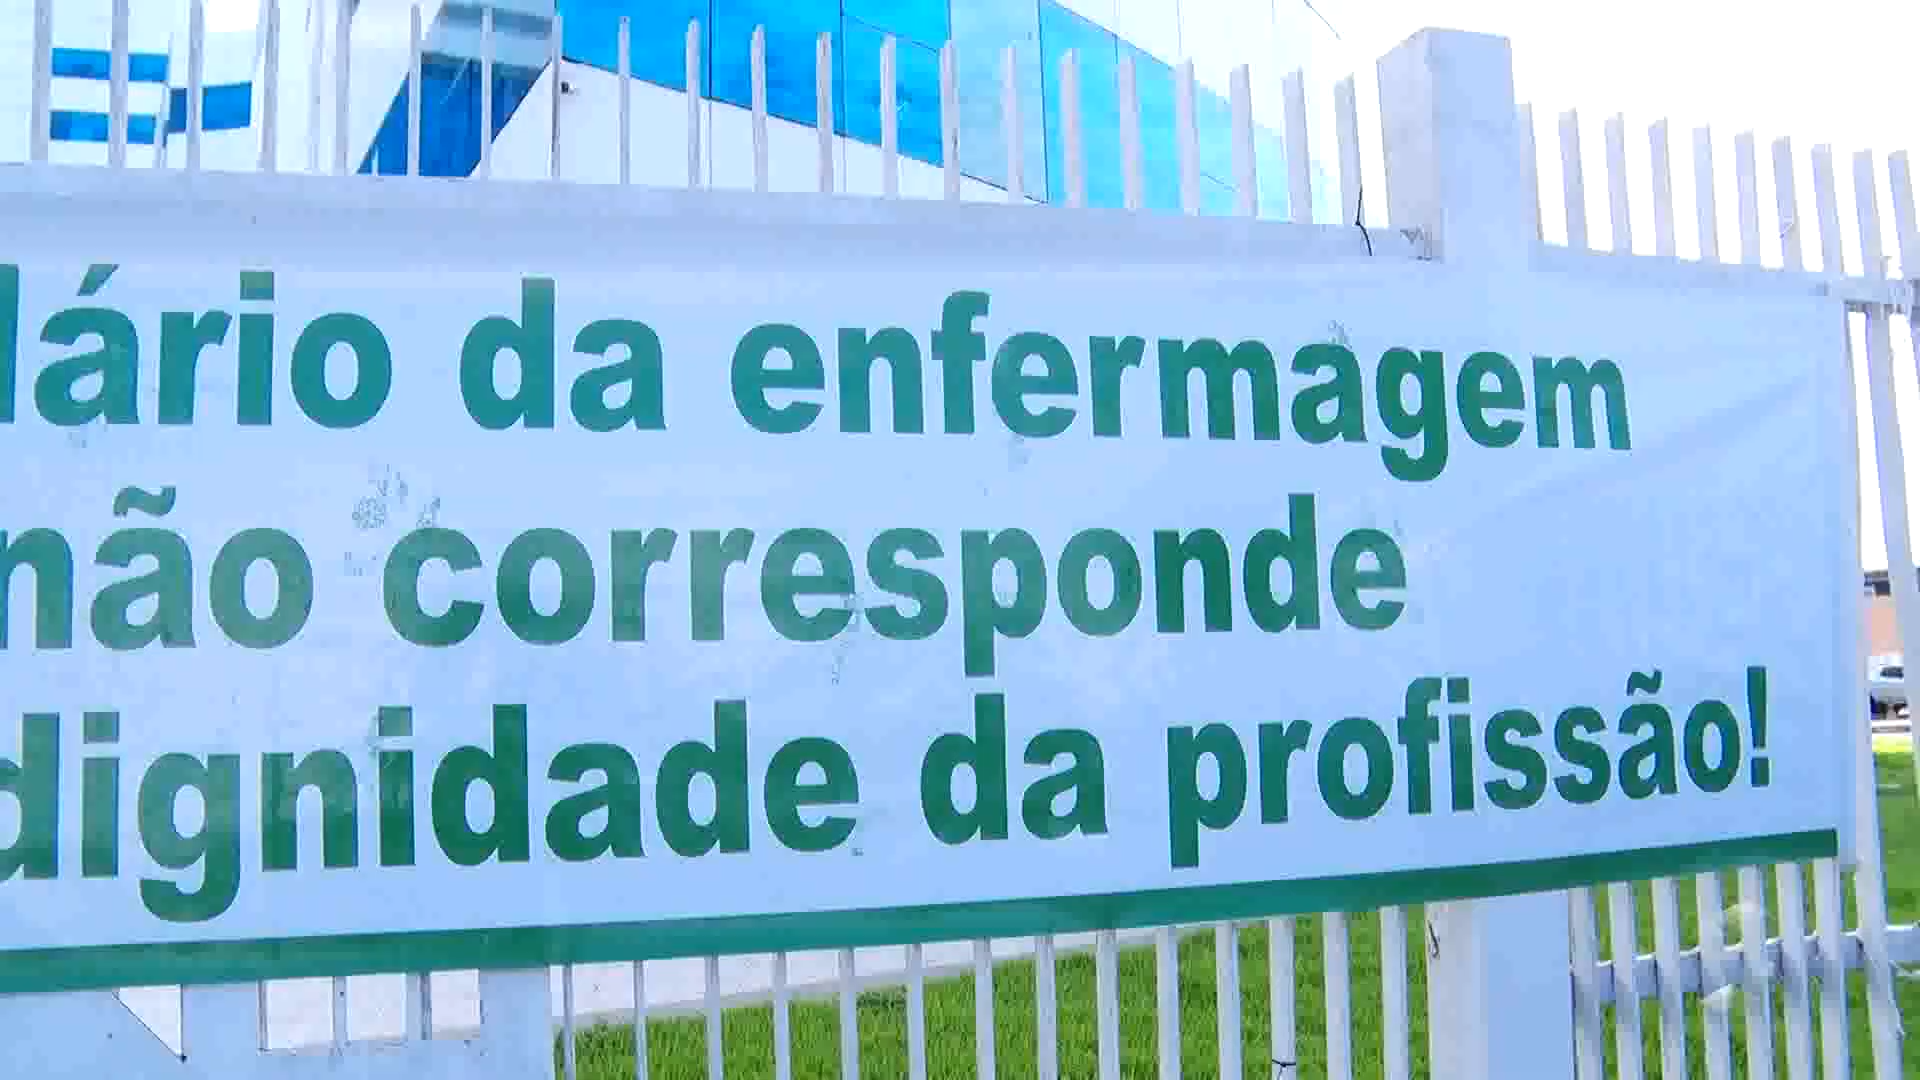 lário da enfermagem
não corresponde
dignidade da profissão!